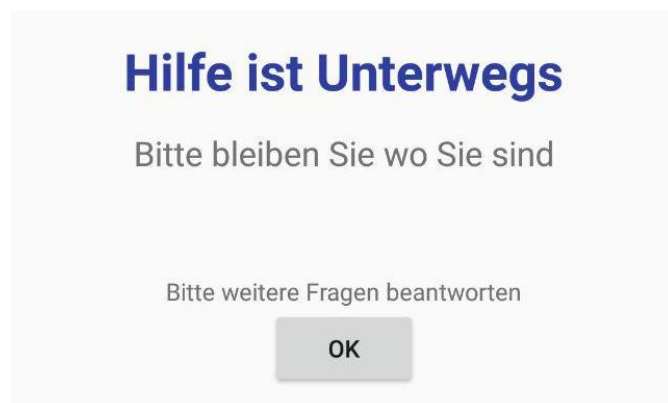 Hilfe ist Unterwegs
Bitte bleiben Sie wo Sie sind
Bitte weitere Fragen beantworten
OK